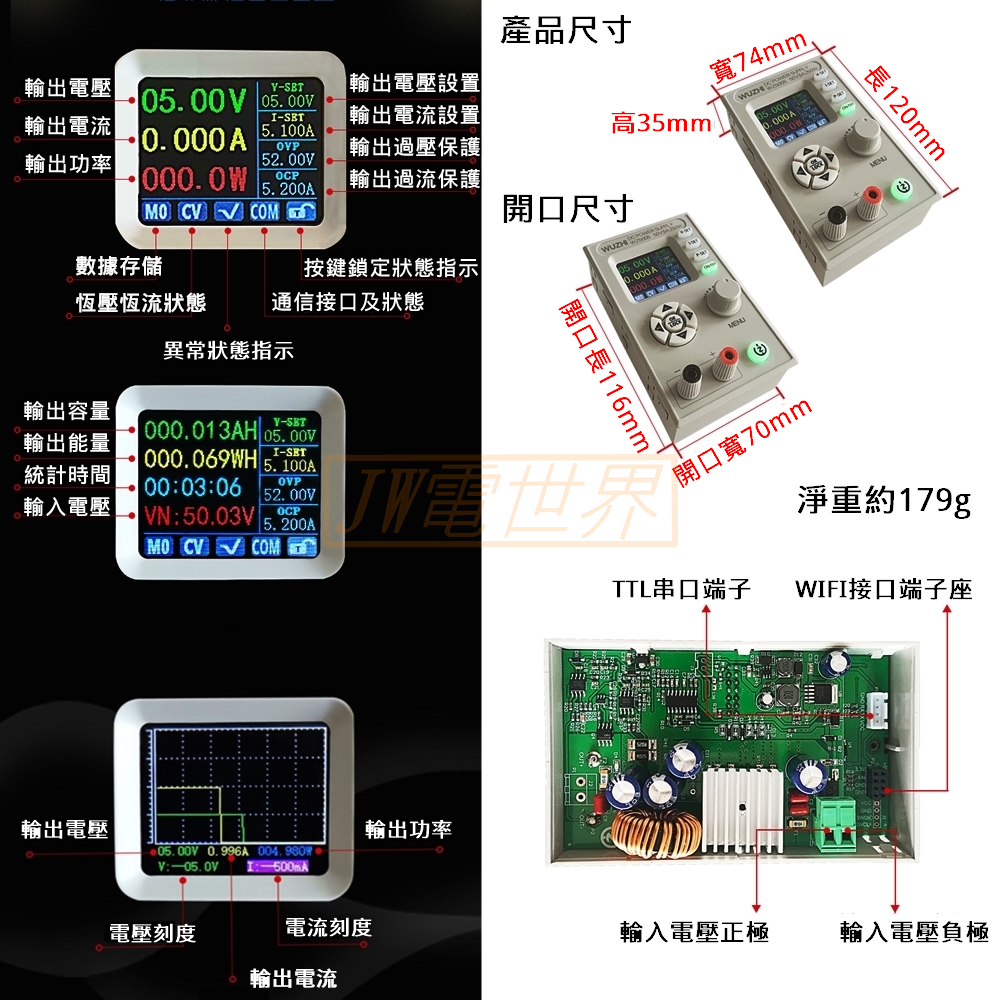 輸出電壓
輸出電流
輸出功率
05.00V
0.000A
000.0W
V-SET
05.00V
I-SET
5.100A
OVP
52.00V
OCP
5.200A
M0 CV COM
輸出電壓設置
輸出電流設置
輸出過壓保護
輸出過流保護
數據存儲
恆壓恆流狀態
按鍵鎖定狀態指示
通信接口及狀態
異常狀態指示
輸出容量
輸出能量
統計時間
輸入電壓
000.013AH
000.069WH
00:03:06
VN:50.03V
V-SET
05.00V
I-SET
5.100A
OVP
52.00V
OCP
5.200A
M0 CV COM
輸出電壓
輸出功率
05.00V 0.996A 004.980W
V:—05.0V I:—500mA
電壓刻度
電流刻度
輸出電流
產品尺寸
寬74mm
長120mm
高35mm
WUZHI
MENU
開口尺寸
WUZHI
MENU
開口長116mm
開口寬70mm
JW電世界
淨重約179g
TTL串口端子
WIFI接口端子座
輸入電壓正極
輸入電壓負極